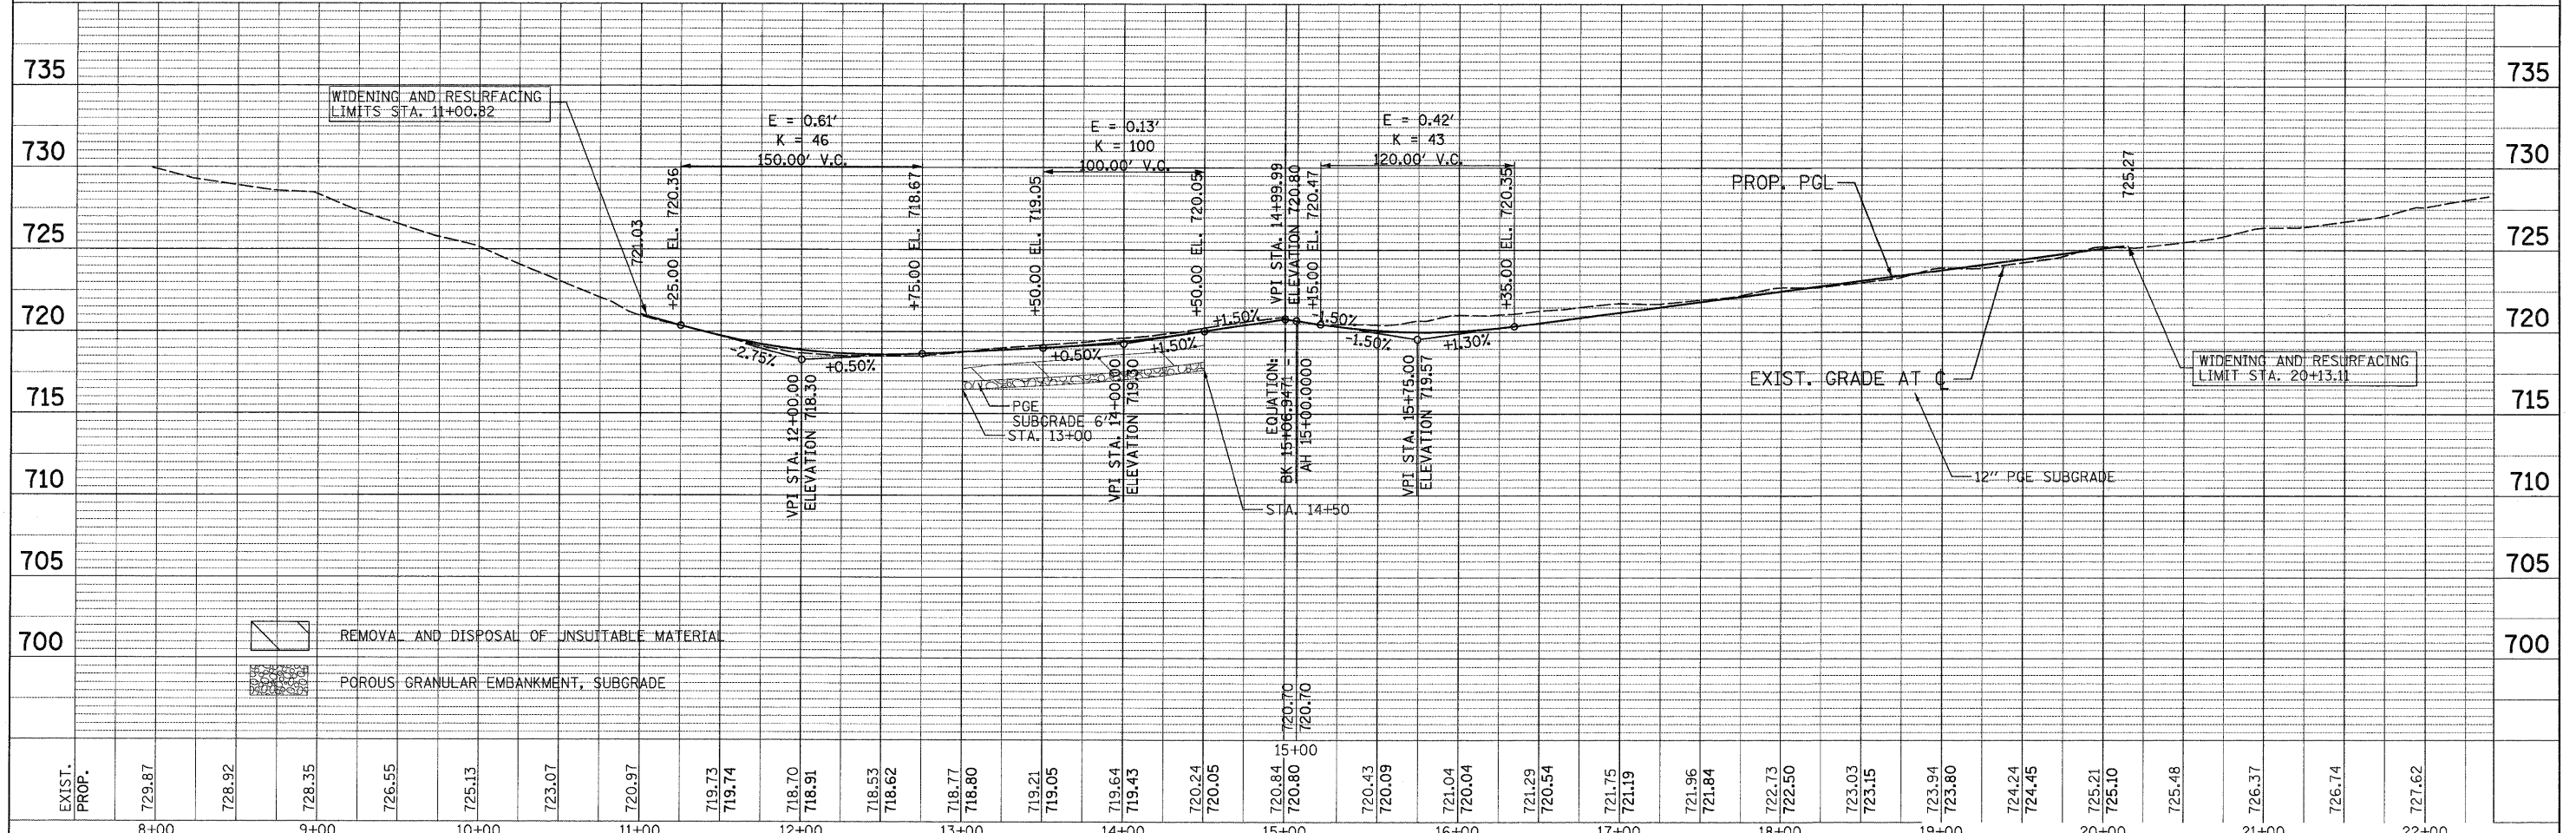 735
730
725
720
715
710
705
700
735
730
725
720
715
710
705
700
WIDENING AND RESURFACING
LIMITS STA. 11+00.82
721.03
+25.00 EL. 720.36
E = 0.61'
K = 46
150.00' V.C.
+75.00 EL. 718.67
-2.75%
+0.50%
VPI STA. 12+00.00
ELEVATION 718.30
+50.00 EL. 719.05
E = 0.13'
K = 100
100.00' V.C.
+50.00 EL. 720.05
+0.50%
+1.50%
VPI STA. 14+00.00
ELEVATION 719.30
PGE
SUBGRADE 6"
STA. 13+00
STA. 14+50
+1.50%
VPI STA. 14+99.99
ELEVATION 720.80
EQUATION:
BK 15+06.9471 =
AH 15+00.0000
+15.00 EL. 720.47
E = 0.42'
K = 43
120.00' V.C.
+35.00 EL. 720.35
-1.50%
-1.50%
+1.30%
VPI STA. 15+75.00
ELEVATION 719.57
PROP. PGL
EXIST. GRADE AT ℄
12" PGE SUBGRADE
725.27
WIDENING AND RESURFACING
LIMIT STA. 20+13.11
REMOVAL AND DISPOSAL OF UNSUITABLE MATERIAL
POROUS GRANULAR EMBANKMENT, SUBGRADE
720.70
720.70
15+00
EXIST.
PROP.
729.87
728.92
728.35
726.55
725.13
723.07
720.97
719.73
719.74
718.70
718.91
718.53
718.62
718.77
718.80
719.21
719.05
719.64
719.43
720.24
720.05
720.84
720.80
720.43
720.09
721.04
720.04
721.29
720.54
721.75
721.19
721.96
721.84
722.73
722.50
723.03
723.15
723.94
723.80
724.24
724.45
725.21
725.10
725.48
726.37
726.74
727.62
8+00
9+00
10+00
11+00
12+00
13+00
14+00
15+00
16+00
17+00
18+00
19+00
20+00
21+00
22+00